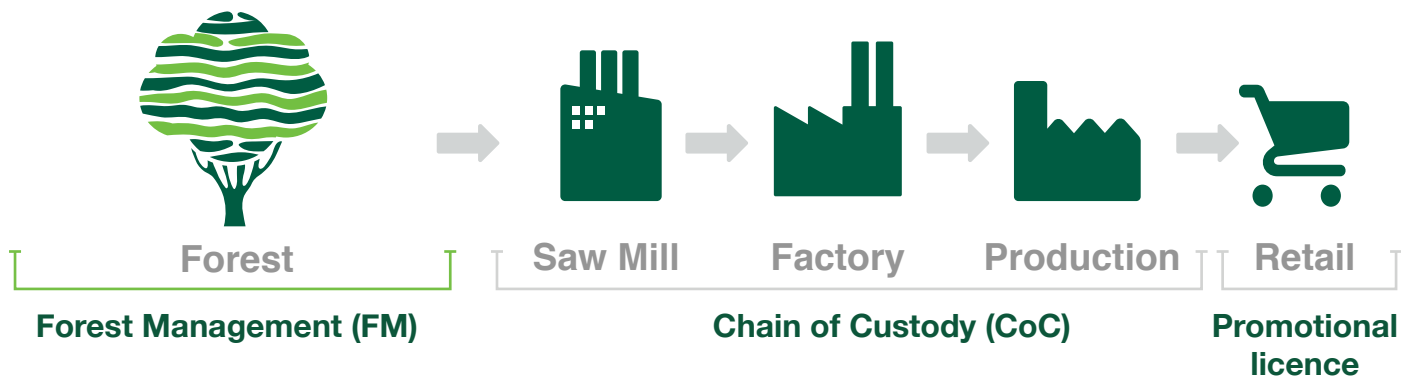 Forest
Saw Mill
Factory
Production
Retail
Forest Management (FM)
Chain of Custody (CoC)
Promotional
licence